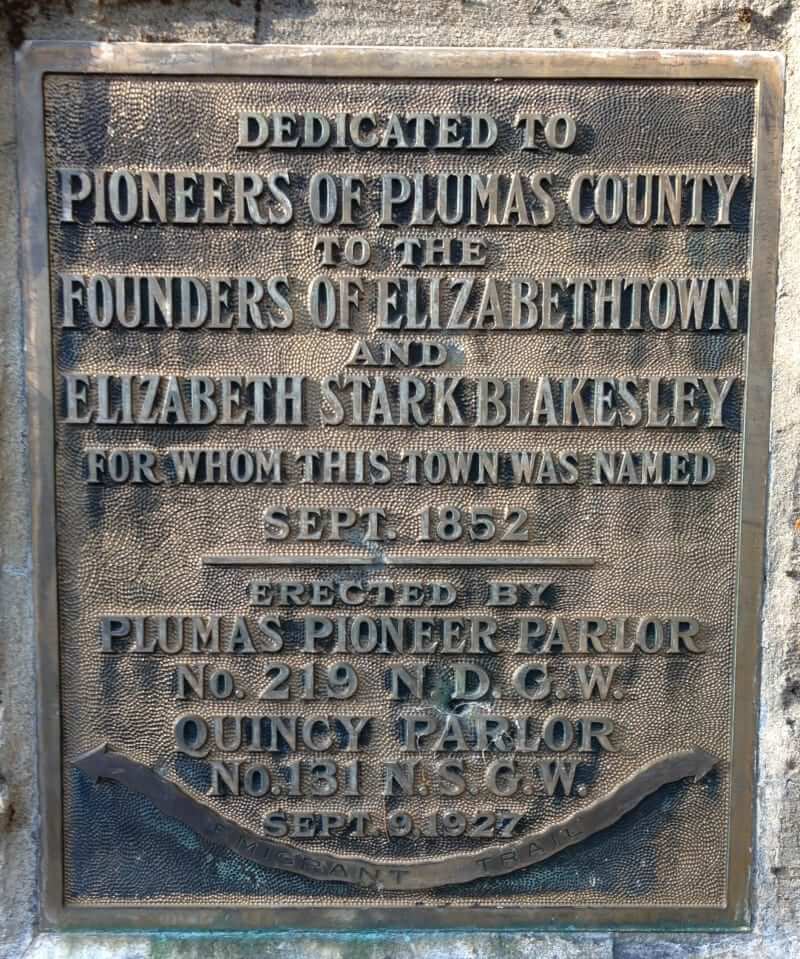 DEDICATED TO
PIONEERS OF PLUMAS COUNTY
TO THE
FOUNDERS OF ELIZABETHTOWN
AND
ELIZABETH STARK BLAKESLEY
FOR WHOM THIS TOWN WAS NAMED
SEPT. 1852
ERECTED BY
PLUMAS PIONEER PARLOR
No. 219 N.D.G.W.
QUINCY PARLOR
No.131 N.S.G.W.
SEPT.9.1927
EMIGRANT TRAIL